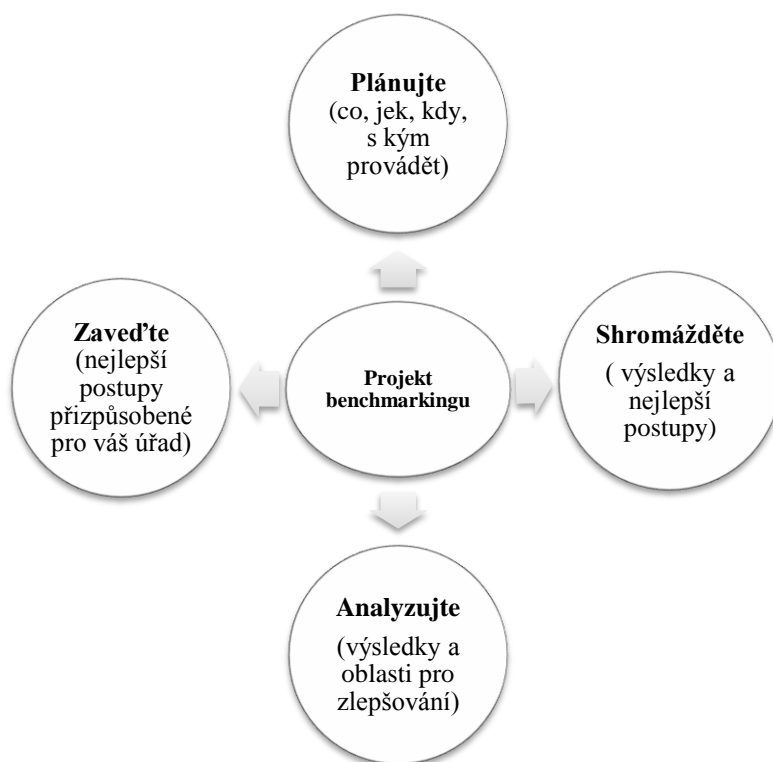 Plánujte
(co, jek, kdy,
s kým
provádět)
Zaveďte
(nejlepší
postupy
přizpůsobené
pro váš úřad)
Projekt
benchmarkingu
Shromážděte
( výsledky a
nejlepší
postupy)
Analyzujte
(výsledky a
oblasti pro
zlepšování)